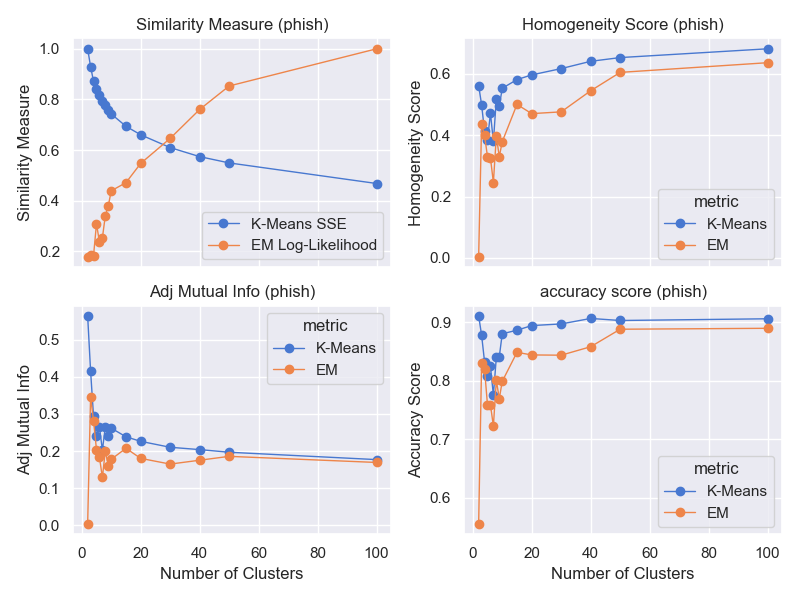 Similarity Measure (phish)
Similarity Measure
1.0
0.8
0.6
0.4
0.2
K-Means SSE
EM Log-Likelihood
Homogeneity Score (phish)
Homogeneity Score
0.6
0.4
0.2
0.0
metric
K-Means
EM
Adj Mutual Info (phish)
Adj Mutual Info
0.5
0.4
0.3
0.2
0.1
0.0
metric
K-Means
EM
0 20 40 60 80 100
Number of Clusters
accuracy score (phish)
Accuracy Score
0.9
0.8
0.7
0.6
metric
K-Means
EM
0 20 40 60 80 100
Number of Clusters